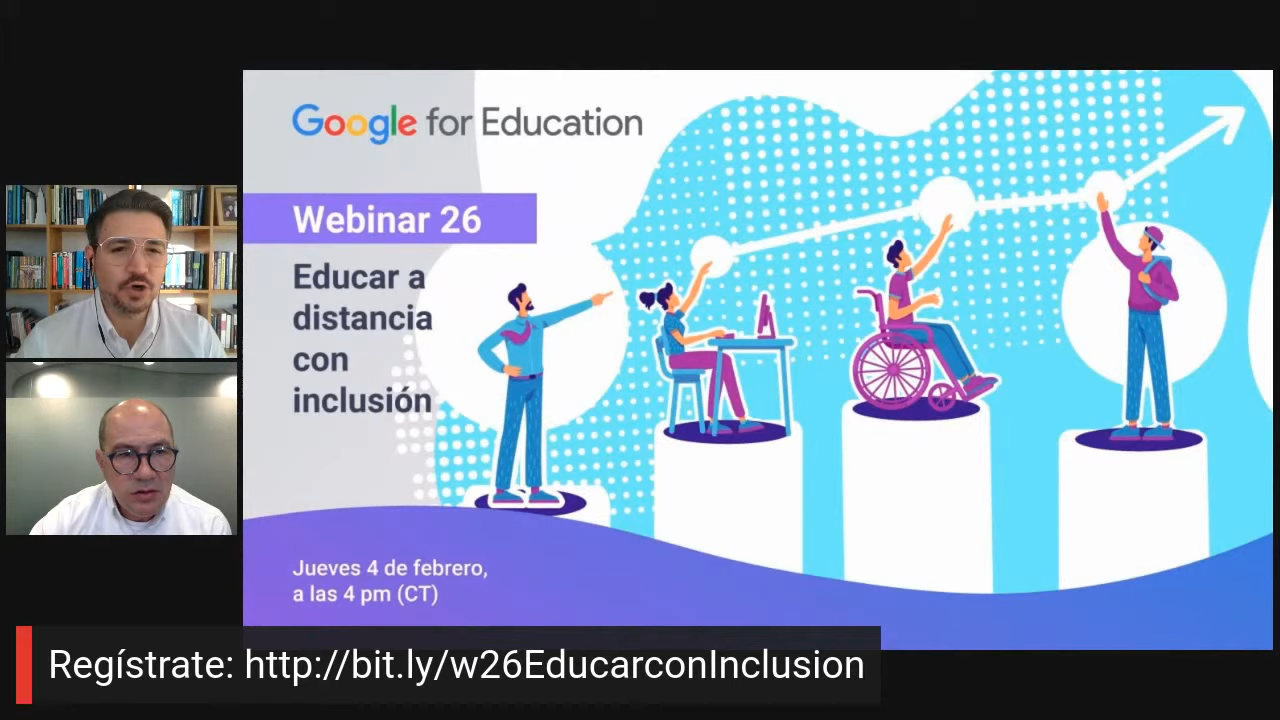 Google for Education
Webinar 26
Educar a
distancia
con
inclusión
Jueves 4 de febrero,
a las 4 pm (CT)
Regístrate: http://bit.ly/w26EducarconInclusion